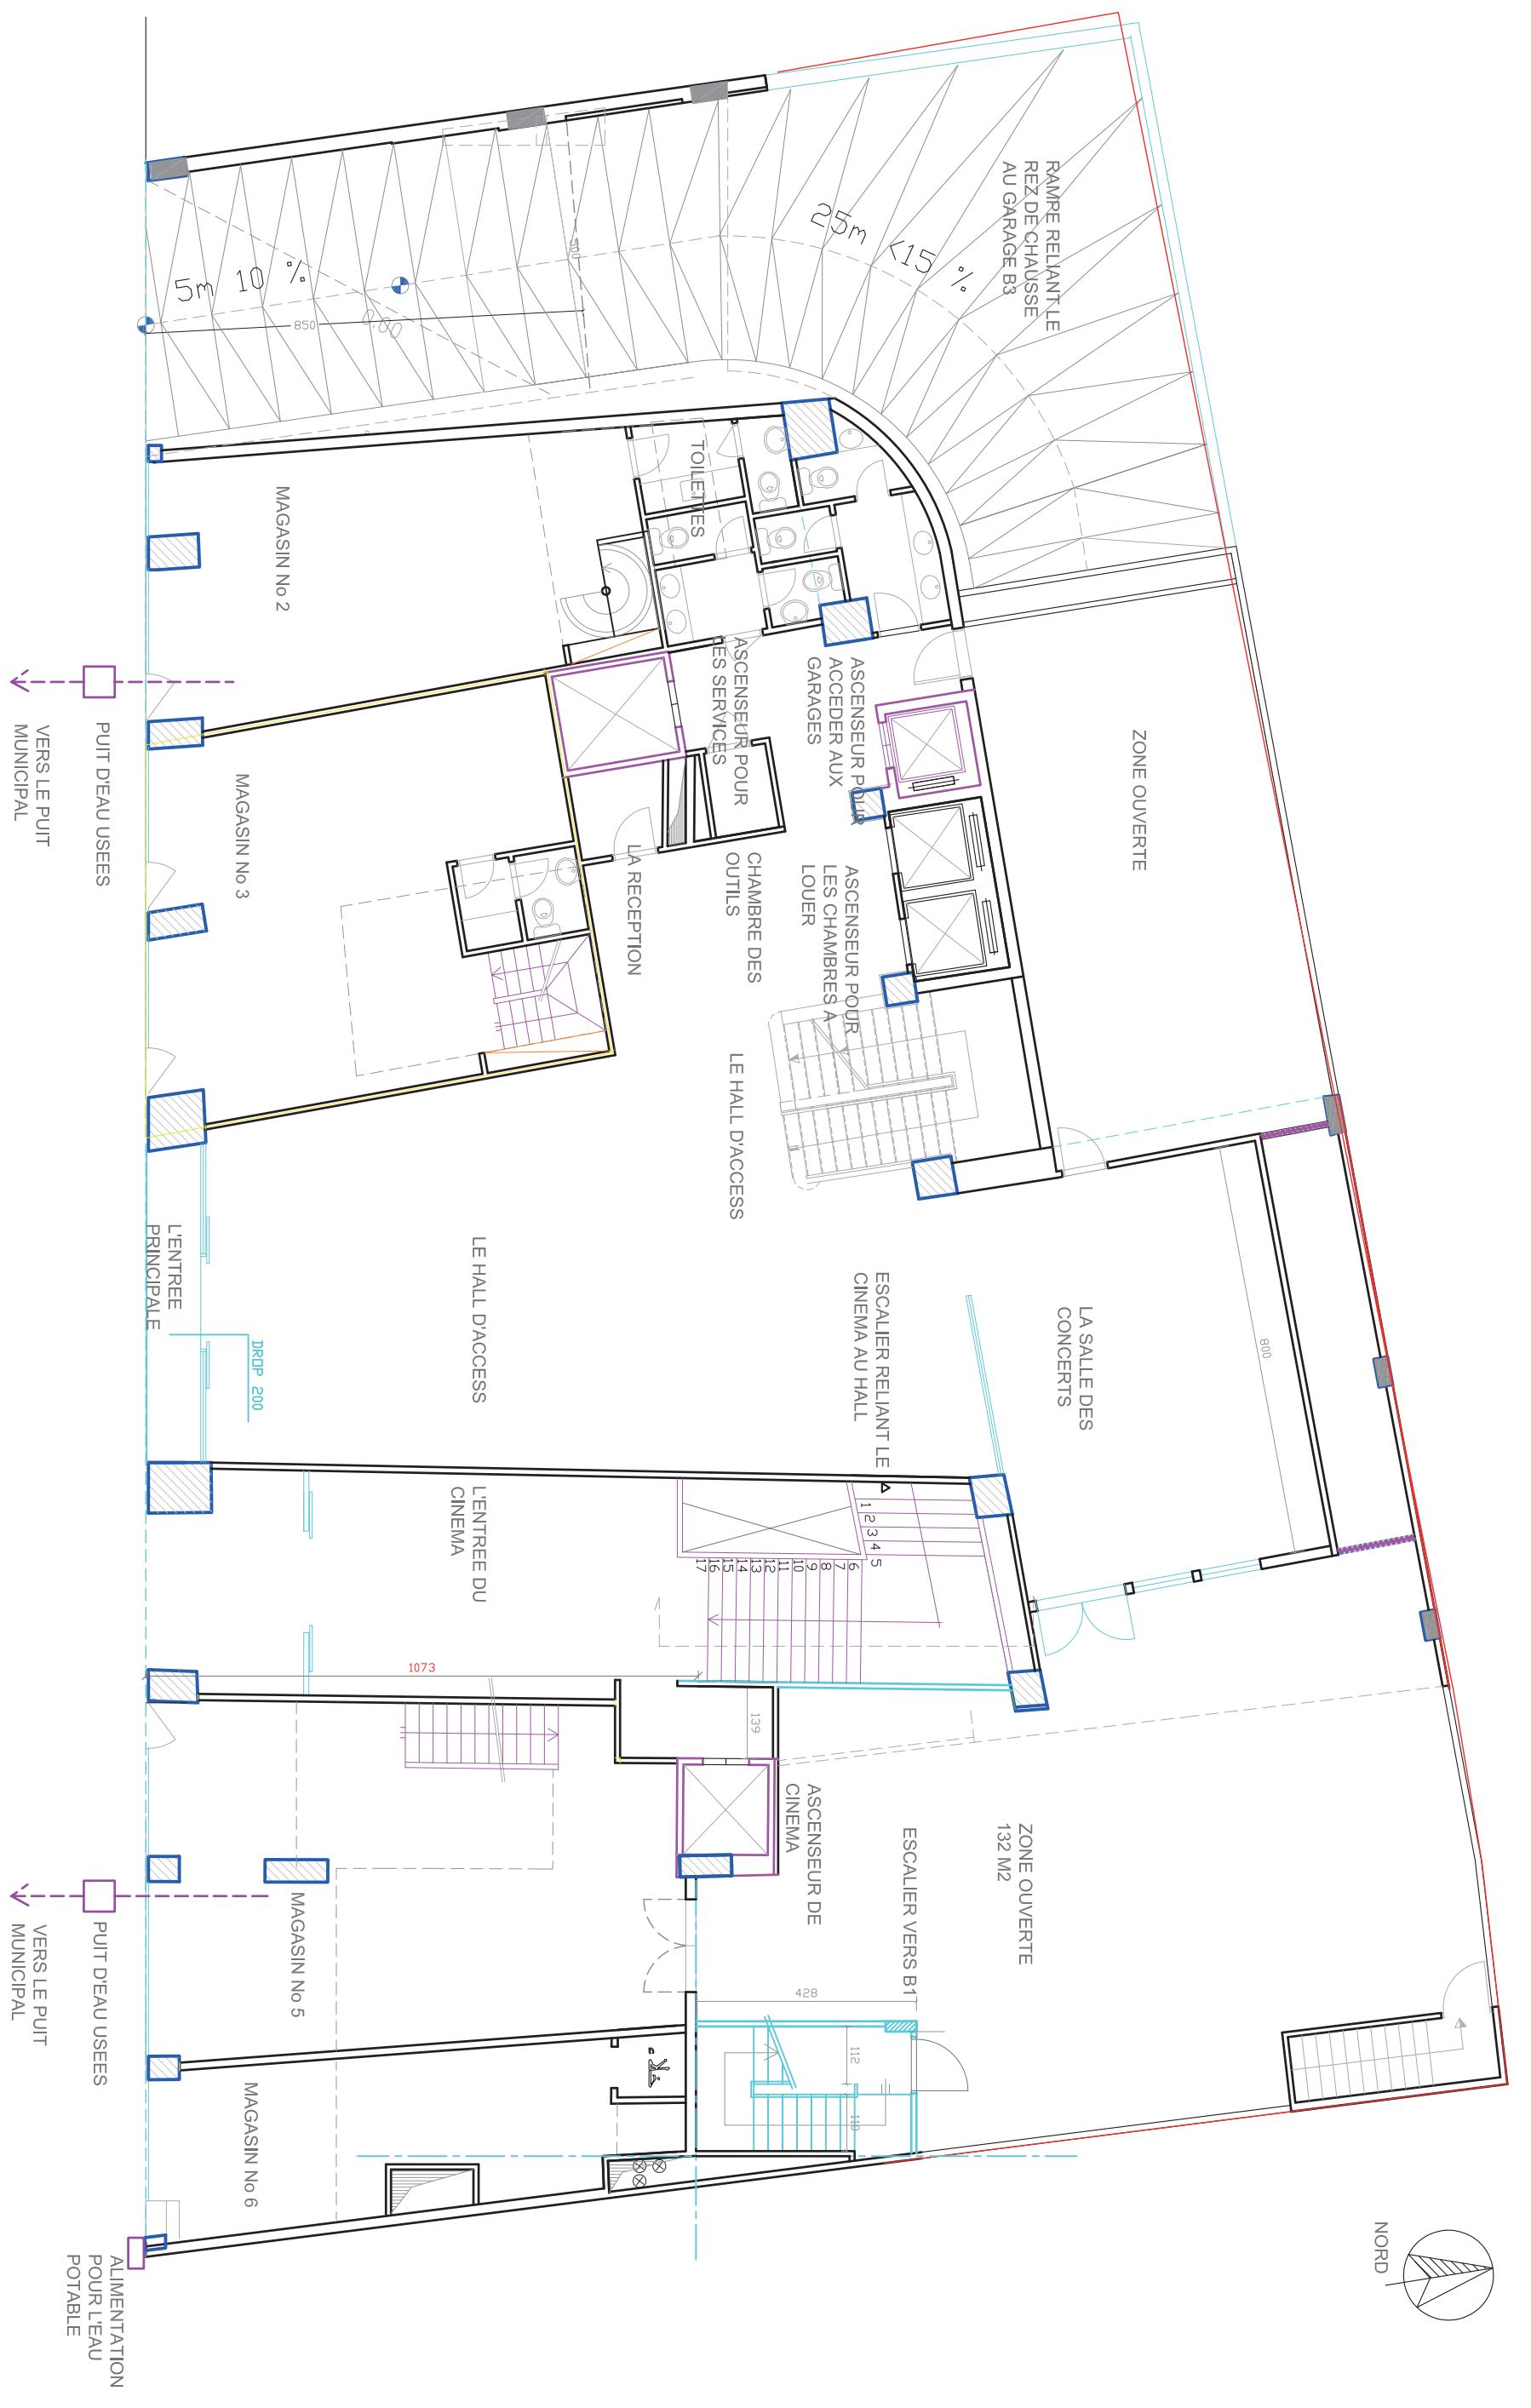 RAMPRE RELIANT LE
REZ DE CHAUSSE
AU GARAGE B3
25m <15 %
5m 10 %
500
850
0.00
TOILETTES
MAGASIN No 2
ZONE OUVERTE
ASCENSEUR POUR
ACCEDER AUX
GARAGES
ASCENSEUR POUR
LES SERVICES
PUIT D'EAU USEES
VERS LE PUIT
MUNICIPAL
MAGASIN No 3
LA RECEPTION
CHAMBRE DES
OUTILS
ASCENSEUR POUR
LES CHAMBRES A
LOUER
LE HALL D'ACCESS
LE HALL D'ACCESS
L'ENTREE
PRINCIPALE
DROP 200
ESCALIER RELIANT LE
CINEMA AU HALL
LA SALLE DES
CONCERTS
800
L'ENTREE DU
CINEMA
1 2 3 4 5
6
7
8
9
10
11
12
13
14
15
16
17
1073
139
ASCENSEUR DE
CINEMA
ESCALIER VERS B1
ZONE OUVERTE
132 M2
428
112
110
MAGASIN No 5
PUIT D'EAU USEES
VERS LE PUIT
MUNICIPAL
MAGASIN No 6
ALIMENTATION
POUR L'EAU
POTABLE
NORD